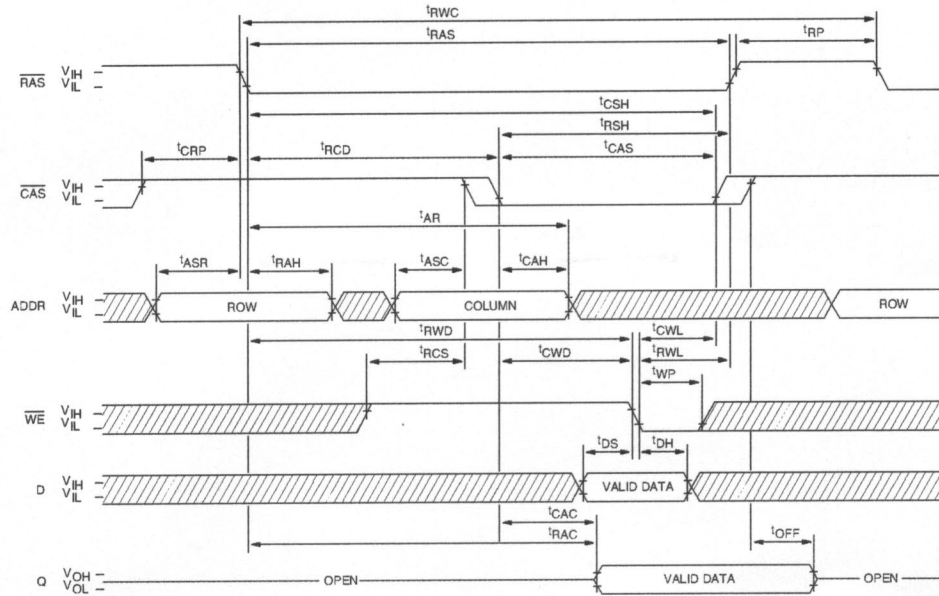 tRWC
tRAS
tRP
RAS VIH
VIL
tCSH
tRSH
tCRP
tRCD
tCAS
CAS VIH
VIL
tAR
tASR
tRAH
tASC
tCAH
ADDR VIH
VIL
ROW
COLUMN
ROW
tRWD
tCWL
tRCS
tCWD
tRWL
tWP
WE VIH
VIL
tDS
tDH
D VIH
VIL
VALID DATA
tCAC
tRAC
tOFF
Q VOH
VOL
OPEN
VALID DATA
OPEN